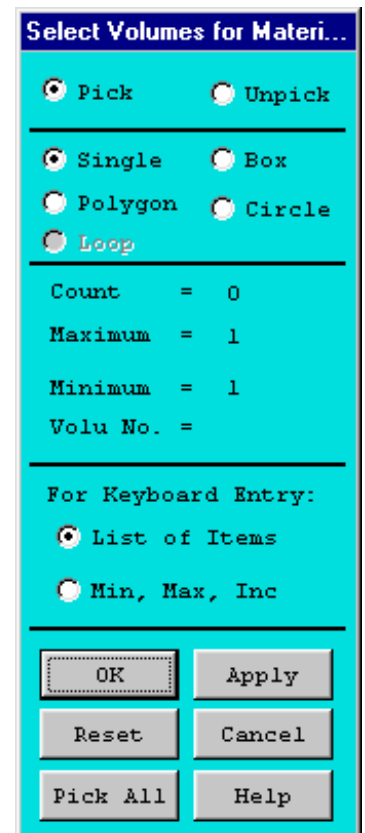 Select Volumes for Materi...
Pick Unpick
Single Box
Polygon Circle
Loop
Count = 0
Maximum = 1
Minimum = 1
Volu No. =
For Keyboard Entry:
List of Items
Min, Max, Inc
OK Apply
Reset Cancel
Pick All Help